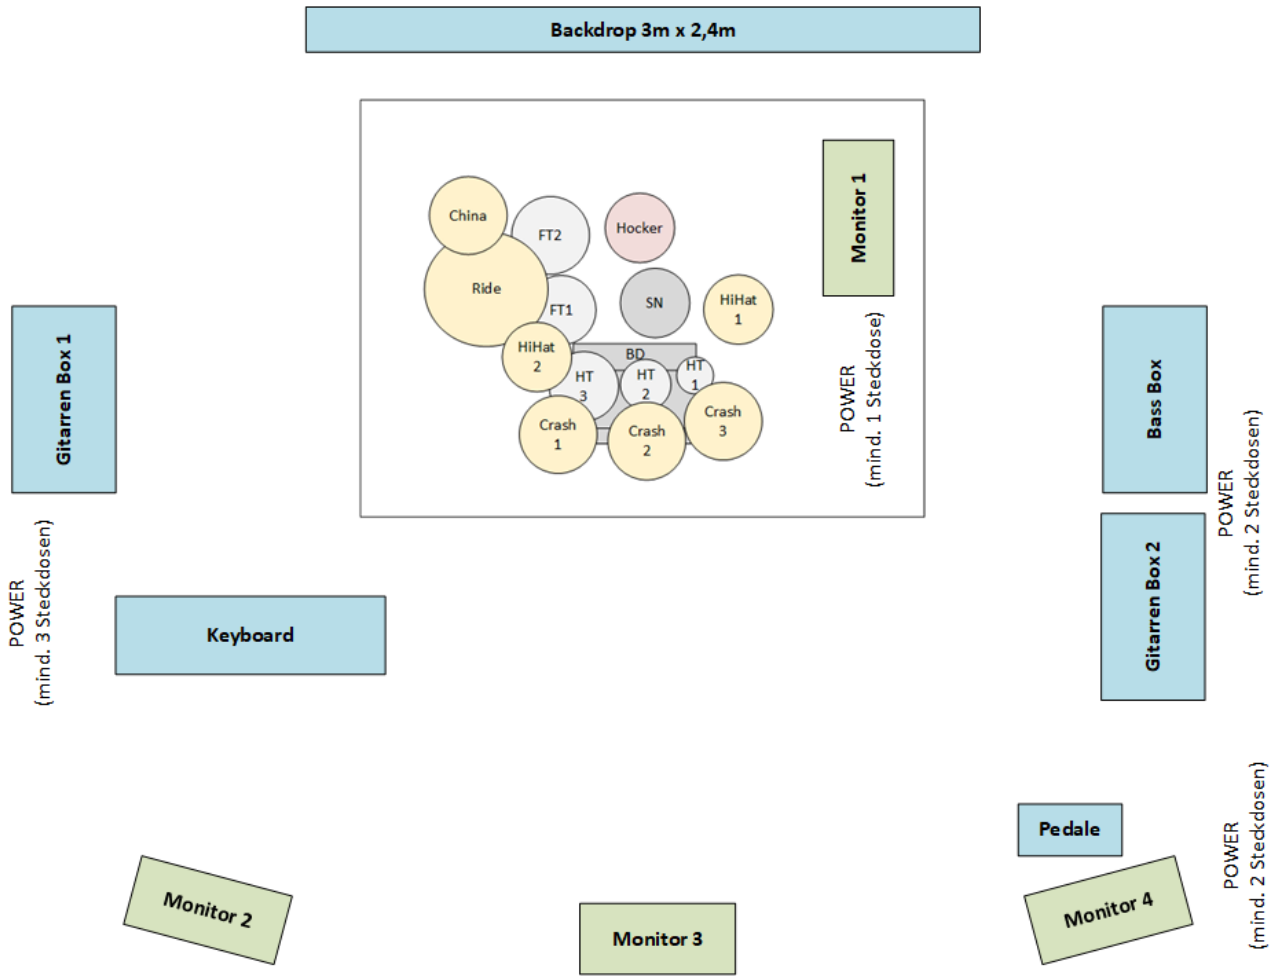 Backdrop 3m x 2,4m
China
FT2
Hocker
Monitor 1
Ride
FT1
SN
HiHat
1
HiHat
2
BD
HT
3
HT
2
HT
1
Crash
1
Crash
2
Crash
3
POWER
(mind. 1 Steckdose)
Gitarren Box 1
Bass Box
POWER
(mind. 2 Steckdosen)
Gitarren Box 2
POWER
(mind. 3 Steckdosen)
Keyboard
Pedale
POWER
(mind. 2 Steckdosen)
Monitor 2
Monitor 3
Monitor 4